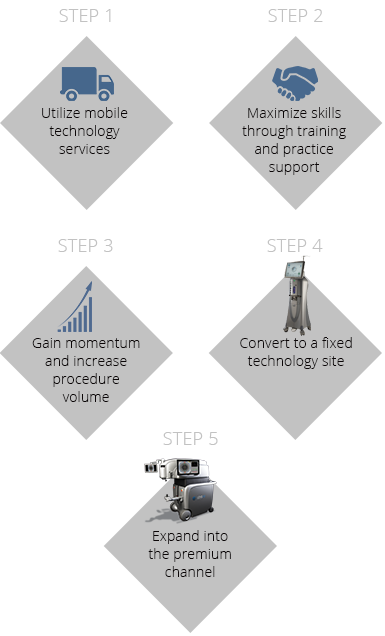 STEP 1
Utilize mobile
technology
services
STEP 2
Maximize skills
through training
and practice
support
STEP 3
Gain momentum
and increase
procedure
volume
STEP 4
Convert to a fixed
technology site
STEP 5
Expand into
the premium
channel